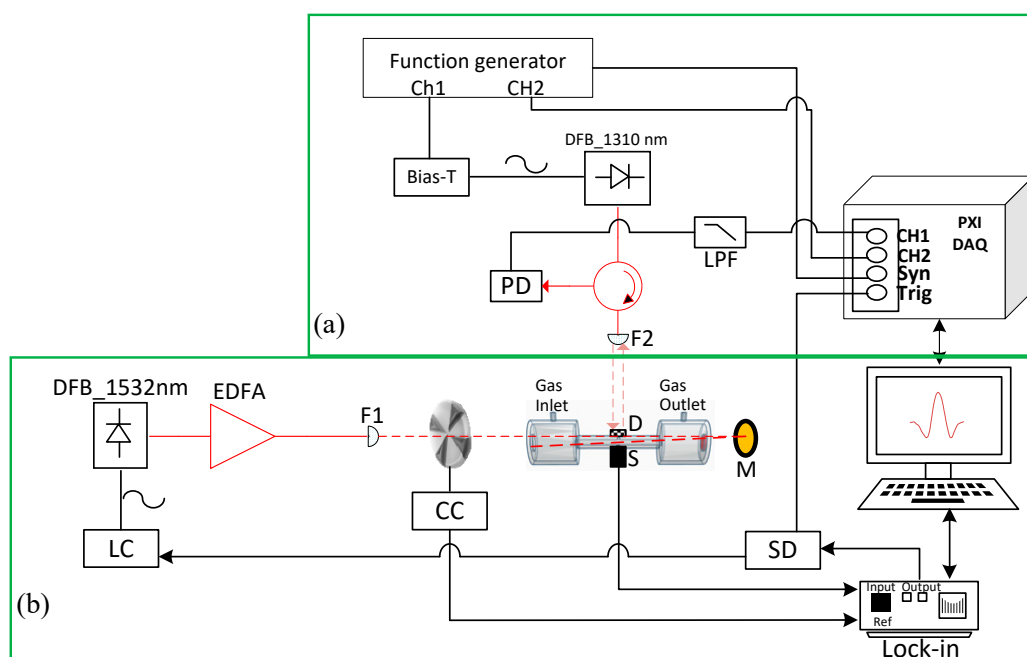 Function generator
Ch1
CH2
DFB_1310 nm
Bias-T
PXI
DAQ
CH1
CH2
Syn
Trig
LPF
PD
(a)
F2
DFB_1532nm
EDFA
F1
Gas
Inlet
Gas
Outlet
D
S
M
CC
LC
SD
(b)
Input
Output
Ref
Lock-in